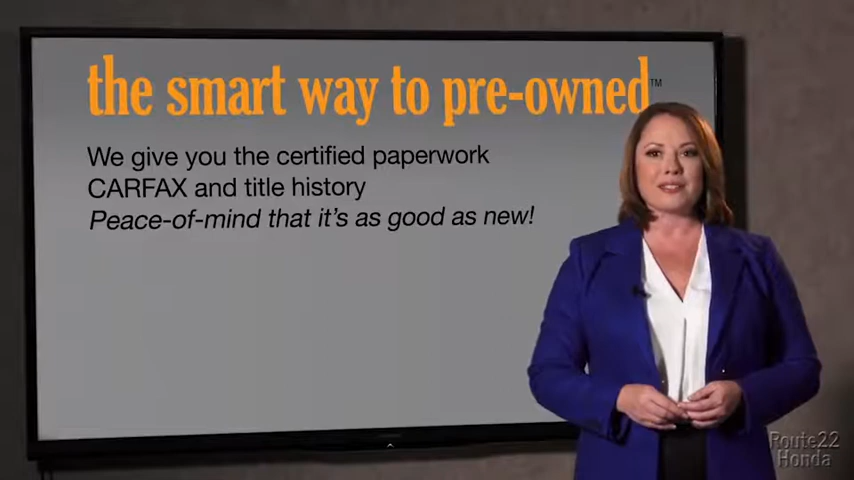 the smart way to pre-owned™
We give you the certified paperwork
CARFAX and title history
Peace-of-mind that it's as good as new!
Route22
Honda